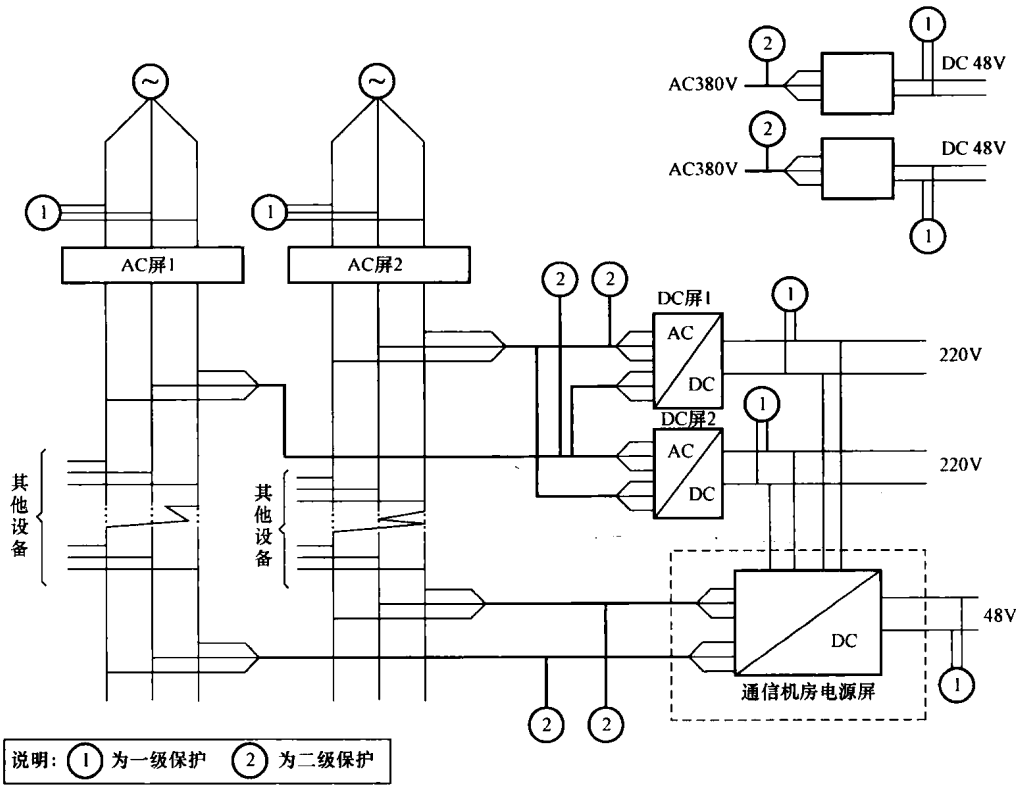 ~
~
2
1
AC380V
DC 48V
2
AC380V
DC 48V
1
1
1
AC屏1
AC屏2
2
2
DC屏1
1
AC
DC
220V
DC屏2
1
AC
DC
220V
其他设备
其他设备
DC
48V
通信机房电源屏
1
2
2
说明: 1 为一级保护 2 为二级保护